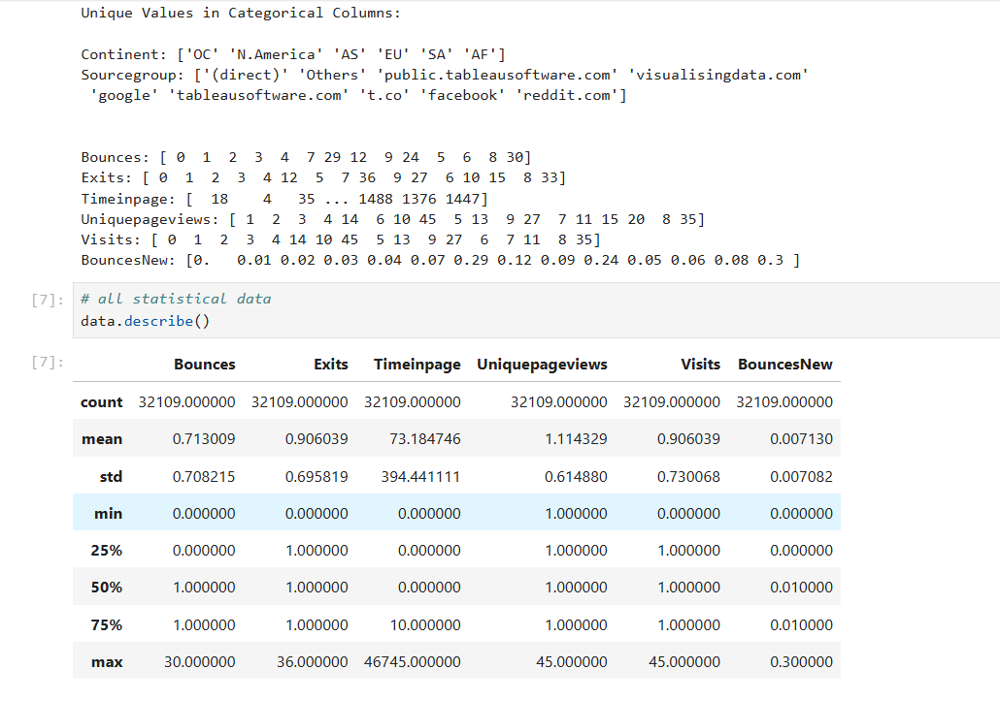 Unique Values in Categorical Columns:
Continent: ['OC' 'N.America' 'AS' 'EU' 'SA' 'AF']
Sourcegroup: ['(direct)' 'Others' 'public.tableausoftware.com' 'visualisingdata.com'
'google' 'tableausoftware.com' 't.co' 'facebook' 'reddit.com']
Bounces: [ 0  1  2  3  4  7 29 12  9 24  5  6  8 30]
Exits: [ 0  1  2  3  4 12  5  7 36  9 27  6 10 15  8 33]
Timeinpage: [  18    4   35 ... 1488 1376 1447]
Uniquepageviews: [ 1  2  3  4 14  6 10 45  5 13  9 27  7 11 15 20  8 35]
Visits: [ 0  1  2  3  4 14 10 45  5 13  9 27  6  7 11  8 35]
BouncesNew: [0.   0.01 0.02 0.03 0.04 0.07 0.29 0.12 0.09 0.24 0.05 0.06 0.08 0.3 ]
[7]: # all statistical data
data.describe()
[7]: Bounces Exits Timeinpage Uniquepageviews Visits BouncesNew
count 32109.000000 32109.000000 32109.000000 32109.000000 32109.000000 32109.000000
mean 0.713009 0.906039 73.184746 1.114329 0.906039 0.007130
std 0.708215 0.695819 394.441111 0.614880 0.730068 0.007082
min 0.000000 0.000000 0.000000 1.000000 0.000000 0.000000
25% 0.000000 1.000000 0.000000 1.000000 1.000000 0.000000
50% 1.000000 1.000000 0.000000 1.000000 1.000000 0.010000
75% 1.000000 1.000000 10.000000 1.000000 1.000000 0.010000
max 30.000000 36.000000 46745.000000 45.000000 45.000000 0.300000